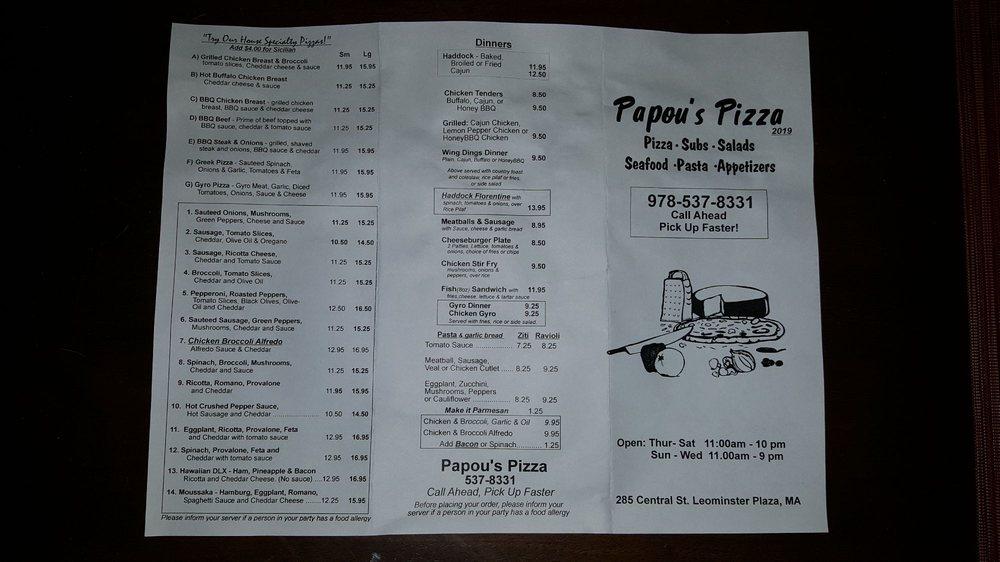 "Try Our House Specialty Pizzas!"
Add $4.00 for Sicilian
Sm Lg
A) Grilled Chicken Breast & Broccoli
tomato slices, Cheddar cheese & sauce 11.95 15.95
B) Hot Buffalo Chicken Breast
Cheddar cheese & sauce 11.25 15.25
C) BBQ Chicken Breast - grilled chicken
breast, BBQ sauce & cheddar cheese 11.25 15.25
D) BBQ Beef - Prime of beef topped with
BBQ sauce, cheddar & tomato sauce 11.25 15.25
E) BBQ Steak & Onions - grilled, shaved
steak and onions, BBQ sauce & cheddar 11.95 15.95
F) Greek Pizza - Sauteed Spinach,
Onions & Garlic, Tomatoes & Feta 11.95 15.95
G) Gyro Pizza - Gyro Meat, Garlic, Diced
Tomatoes, Onions, Sauce & Cheese 11.95 15.95
1. Sauteed Onions, Mushrooms,
Green Peppers, Cheese and Sauce 11.25 15.25
2. Sausage, Tomato Slices,
Cheddar, Olive Oil & Oregano 10.50 14.50
3. Sausage, Ricotta Cheese,
Cheddar and Tomato Sauce 11.25 15.25
4. Broccoli, Tomato Slices,
Cheddar and Olive Oil 11.25 15.25
5. Pepperoni, Roasted Peppers,
Tomato Slices, Black Olives, Olive-
Oil and Cheddar 12.50 16.50
6. Sauteed Sausage, Green Peppers,
Mushrooms, Cheddar and Sauce 11.25 15.25
7. Chicken Broccoli Alfredo
Alfredo Sauce & Cheddar 12.95 16.95
8. Spinach, Broccoli, Mushrooms,
Cheddar and Sauce 11.25 15.25
9. Ricotta, Romano, Provalone
and Cheddar 11.95 15.95
10. Hot Crushed Pepper Sauce,
Hot Sausage and Cheddar .................. 10.50 14.50
11. Eggplant, Ricotta, Provalone, Feta
and Cheddar with tomato sauce 12.95 16.95
12. Spinach, Provalone, Feta and
Cheddar with tomato sauce 12.95 16.95
13. Hawaiian DLX - Ham, Pineapple & Bacon
Ricotta and Cheddar Cheese. (No sauce) ...12.95 16.95
14. Moussaka - Hamburg, Eggplant, Romano,
Spaghetti Sauce and Cheddar Cheese .......12.25 15.95
Please inform your server if a person in your party has a food allergy
Dinners
Haddock - Baked,
Broiled or Fried 11.95
Cajun 12.50
Chicken Tenders 8.50
Buffalo, Cajun, or
Honey BBQ 9.50
Grilled: Cajun Chicken,
Lemon Pepper Chicken or
HoneyBBQ Chicken 9.50
Wing Dings Dinner
Plain, Cajun, Buffalo or HoneyBBQ 9.50
Above served with country toast
and coleslaw, rice pilaf or fries,
or side salad
Haddock Florentine with
spinach, tomatoes & onions, over
Rice Pilaf 13.95
Meatballs & Sausage
with Sauce, cheese & garlic bread 8.95
Cheeseburger Plate
2 Patties, Lettuce, tomatoes &
onions, choice of fries or chips 8.50
Chicken Stir Fry
mushrooms, onions &
peppers, over rice 9.50
Fish(8oz) Sandwich with 11.95
fries, cheese, lettuce & tartar sauce
Gyro Dinner 9.25
Chicken Gyro 9.25
Served with fries, rice or side salad.
Pasta & garlic bread Ziti Ravioli
Tomato Sauce ............ 7.25 8.25
Meatball, Sausage,
Veal or Chicken Cutlet ..... 8.25 9.25
Eggplant, Zucchini,
Mushrooms, Peppers
or Cauliflower ................ 8.25 9.25
Make it Parmesan 1.25
Chicken & Broccoli, Garlic & Oil 9.95
Chicken & Broccoli Alfredo 9.95
Add Bacon or Spinach........... 1.25
Papou's Pizza
537-8331
Call Ahead, Pick Up Faster
Before placing your order, please inform your
server if a person in your party has a food allergy
Papou's Pizza
2019
Pizza · Subs · Salads
Seafood · Pasta · Appetizers
978-537-8331
Call Ahead
Pick Up Faster!
Open: Thur- Sat 11:00am - 10 pm
Sun - Wed 11.00am - 9 pm
285 Central St. Leominster Plaza, MA